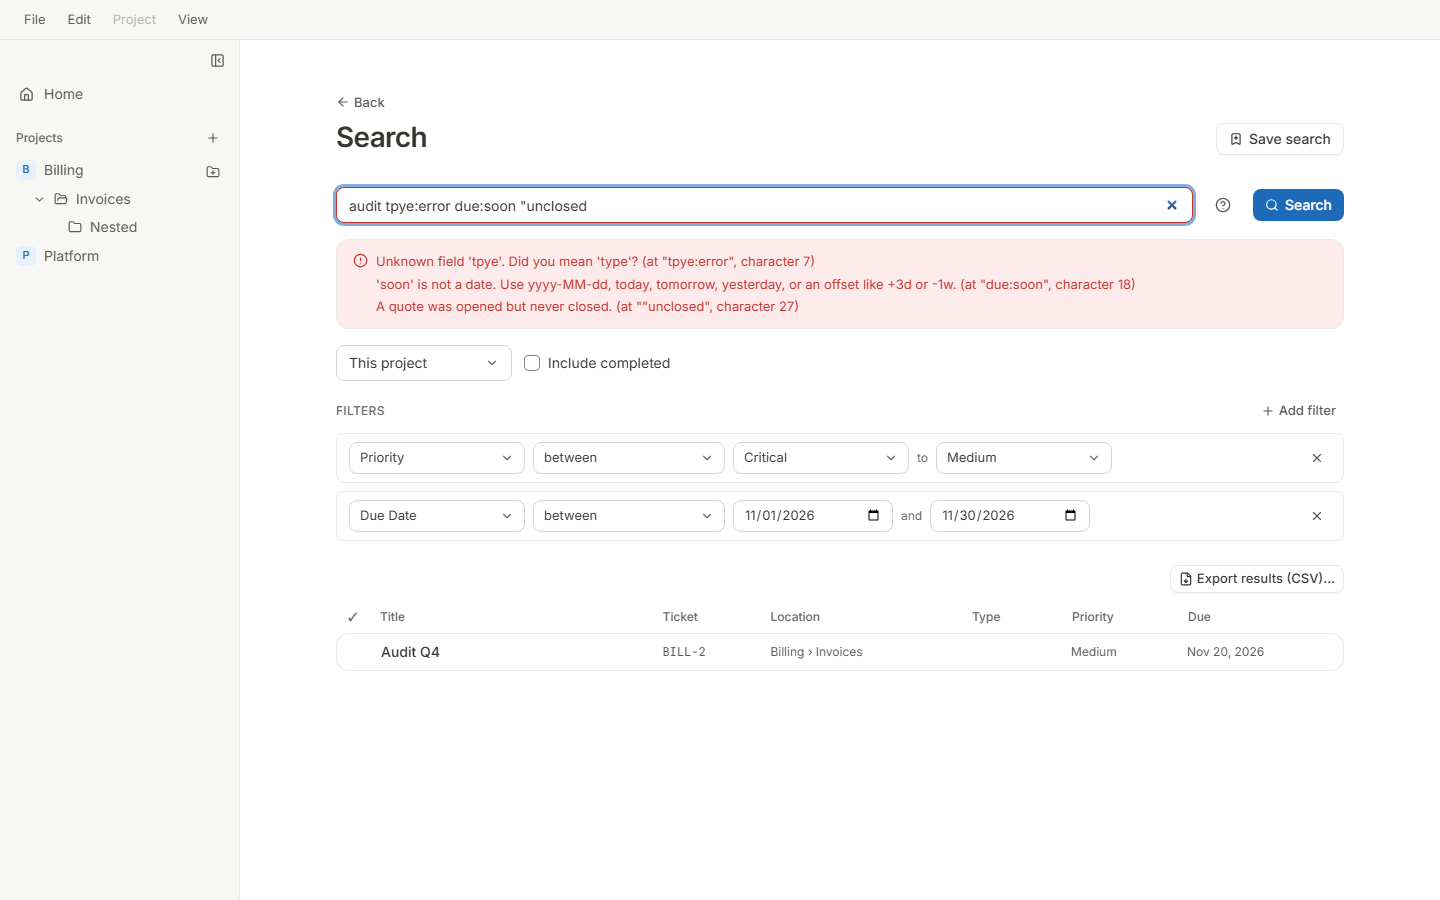 File Edit Project View
Home
Projects
B Billing
Invoices
Nested
P Platform
Back
Search
Save search
audit tpye:error due:soon "unclosed
Search
Unknown field 'tpye'. Did you mean 'type'? (at "tpye:error", character 7)
'soon' is not a date. Use yyyy-MM-dd, today, tomorrow, yesterday, or an offset like +3d or -1w. (at "due:soon", character 18)
A quote was opened but never closed. (at ""unclosed", character 27)
This project Include completed
FILTERS Add filter
Priority between Critical to Medium
Due Date between 11/01/2026 and 11/30/2026
Export results (CSV)...
✓ Title Ticket Location Type Priority Due
Audit Q4 BILL-2 Billing › Invoices Medium Nov 20, 2026